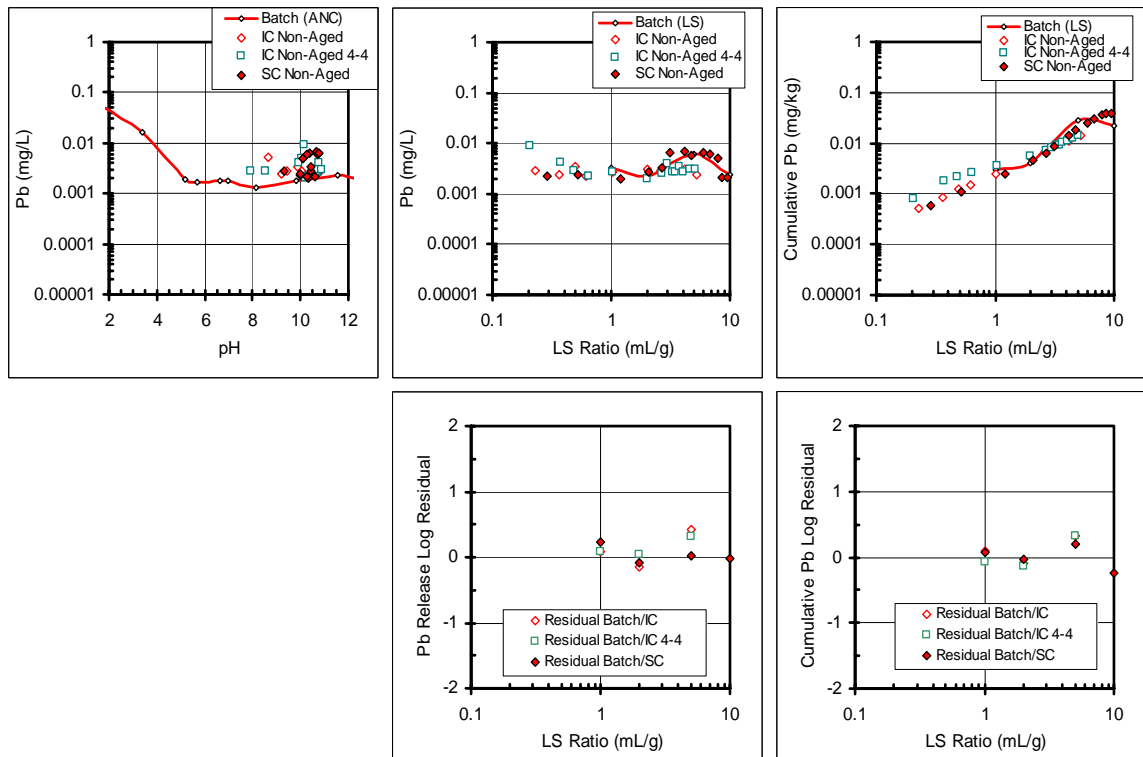 Batch (ANC)
IC Non-Aged
IC Non-Aged 4-4
SC Non-Aged
1
0.1
0.01
0.001
0.0001
0.00001
2 4 6 8 10 12
pH
Pb (mg/L)
Batch (LS)
IC Non-Aged
IC Non-Aged 4-4
SC Non-Aged
1
0.1
0.01
0.001
0.0001
0.00001
0.1 1 10
LS Ratio (mL/g)
Pb (mg/L)
Batch (LS)
IC Non-Aged
IC Non-Aged 4-4
SC Non-Aged
1
0.1
0.01
0.001
0.0001
0.00001
0.1 1 10
LS Ratio (mL/g)
Cumulative Pb (mg/kg)
2
1
0
-1
-2
Residual Batch/IC
Residual Batch/IC 4-4
Residual Batch/SC
0.1 1 10
LS Ratio (mL/g)
Pb Release Log Residual
2
1
0
-1
-2
Residual Batch/IC
Residual Batch/IC 4-4
Residual Batch/SC
0.1 1 10
LS Ratio (mL/g)
Cumulative Pb Log Residual